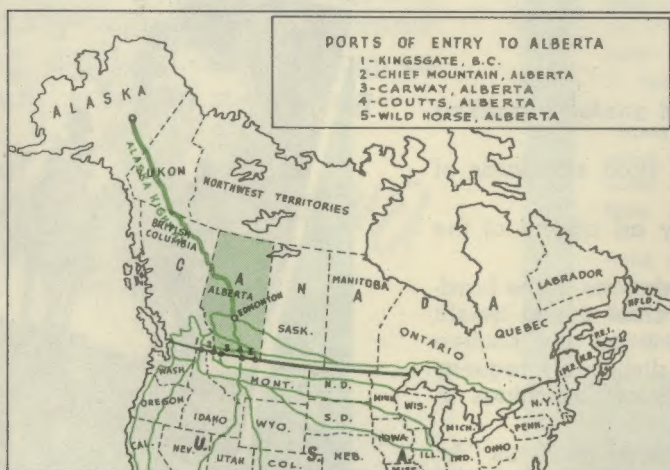 PORTS OF ENTRY TO ALBERTA
1-KINGSGATE, B.C.
2-CHIEF MOUNTAIN, ALBERTA
3-CARWAY, ALBERTA
4-COUTTS, ALBERTA
5-WILD HORSE, ALBERTA
ALASKA
YUKON
ALASKA
NORTHWEST TERRITORIES
BRITISH
COLUMBIA
C A N A D A
ALBERTA
EDMONTON
SASK.
MANITOBA
ONTARIO
QUEBEC
LABRADOR
NFLD.
P.E.I.
N.B.
WASH.
MONT.
N.D.
MINN.
WIS.
MICH.
N.Y.
PENN.
OREGON
IDAHO
WYO.
S.D.
IOWA
ILL.
IND.
OHIO
CAL.
NEV.
UTAH
COL.
NEB.
U. S. A.